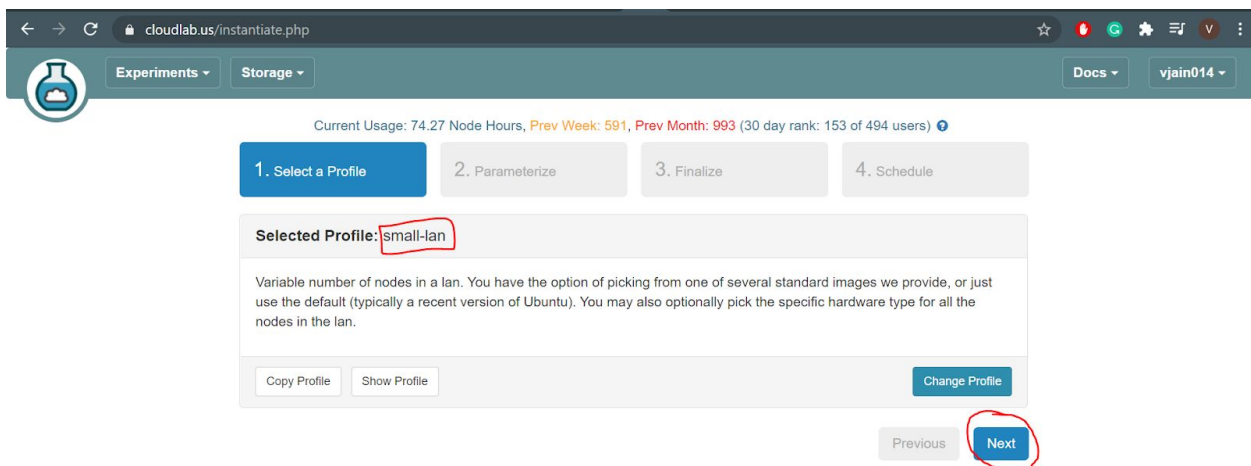 cloudlab.us/instantiate.php
G
V
Experiments
Storage
Docs
vjain014
Current Usage: 74.27 Node Hours, Prev Week: 591, Prev Month: 993 (30 day rank: 153 of 494 users) ?
1. Select a Profile
2. Parameterize
3. Finalize
4. Schedule
Selected Profile: small-lan
Variable number of nodes in a lan. You have the option of picking from one of several standard images we provide, or just
use the default (typically a recent version of Ubuntu). You may also optionally pick the specific hardware type for all the
nodes in the lan.
Copy Profile
Show Profile
Change Profile
Previous
Next